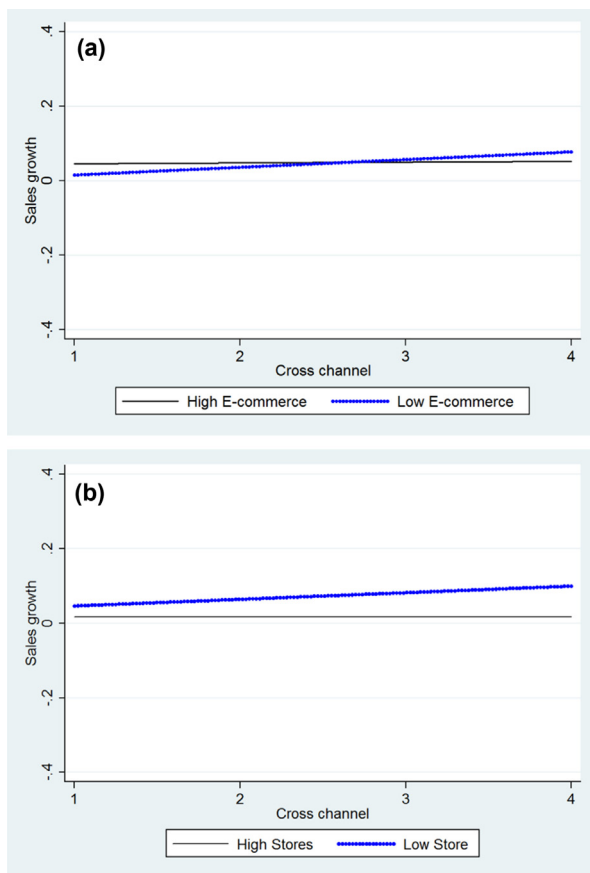 (a)
Sales growth
.4
.2
0
-.2
-.4
1 2 3 4
Cross channel
High E-commerce Low E-commerce
(b)
Sales growth
.4
.2
0
-.2
-.4
1 2 3 4
Cross channel
High Stores Low Store